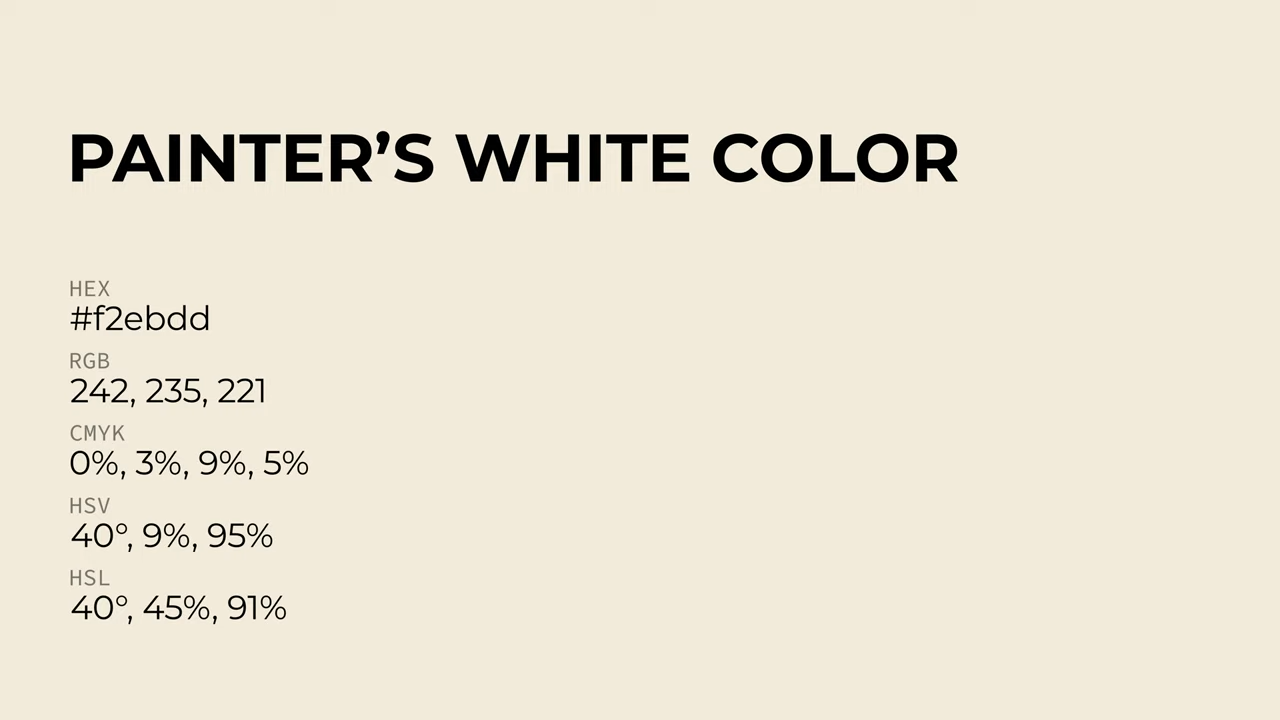 PAINTER’S WHITE COLOR
HEX
#f2ebdd
RGB
242, 235, 221
CMYK
0%, 3%, 9%, 5%
HSV
40°, 9%, 95%
HSL
40°, 45%, 91%